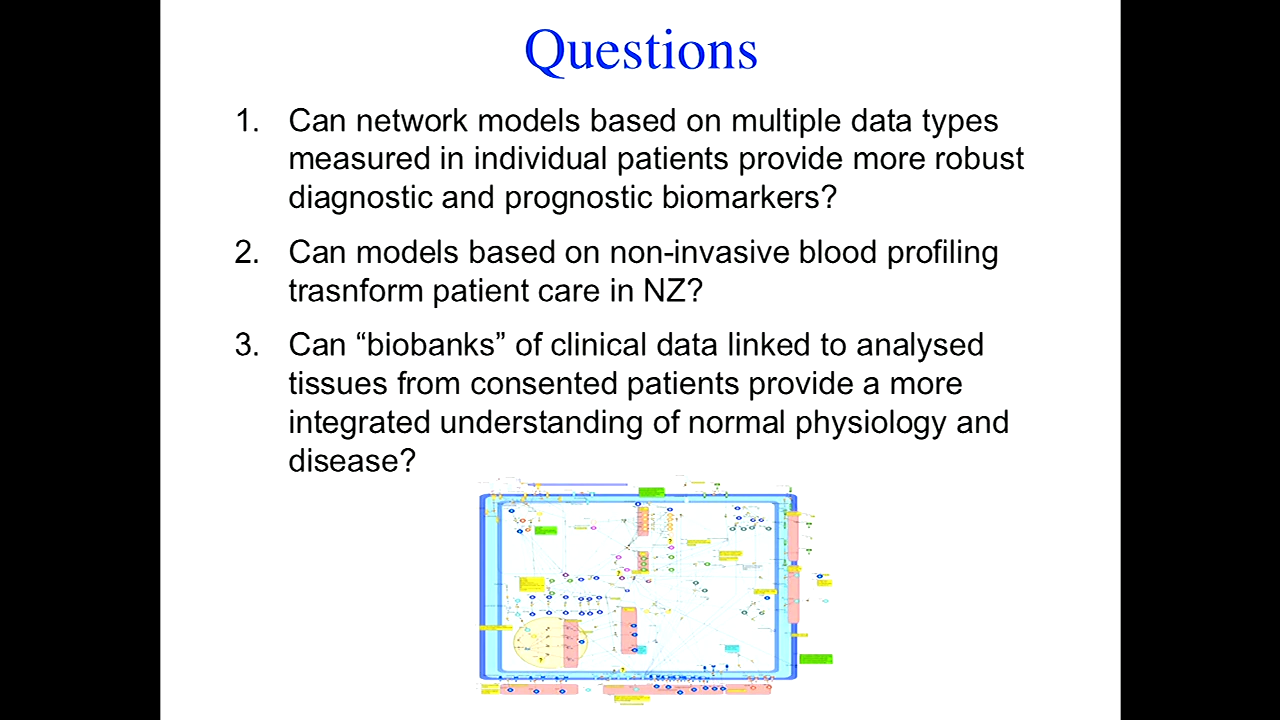 Questions
1. Can network models based on multiple data types
measured in individual patients provide more robust
diagnostic and prognostic biomarkers?
2. Can models based on non-invasive blood profiling
trasnform patient care in NZ?
3. Can “biobanks” of clinical data linked to analysed
tissues from consented patients provide a more
integrated understanding of normal physiology and
disease?